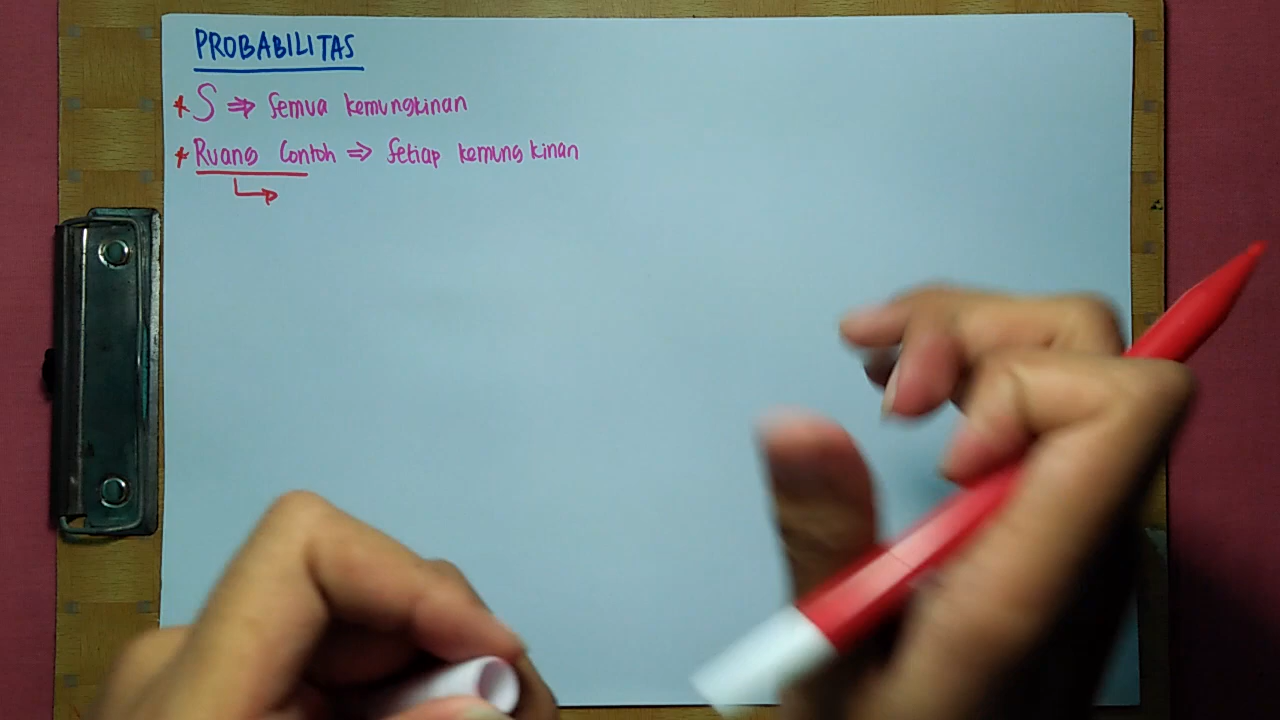 PROBABILITAS
* S ⇒ Semua kemungkinan
* Ruang Contoh ⇒ Setiap kemungkinan
↳